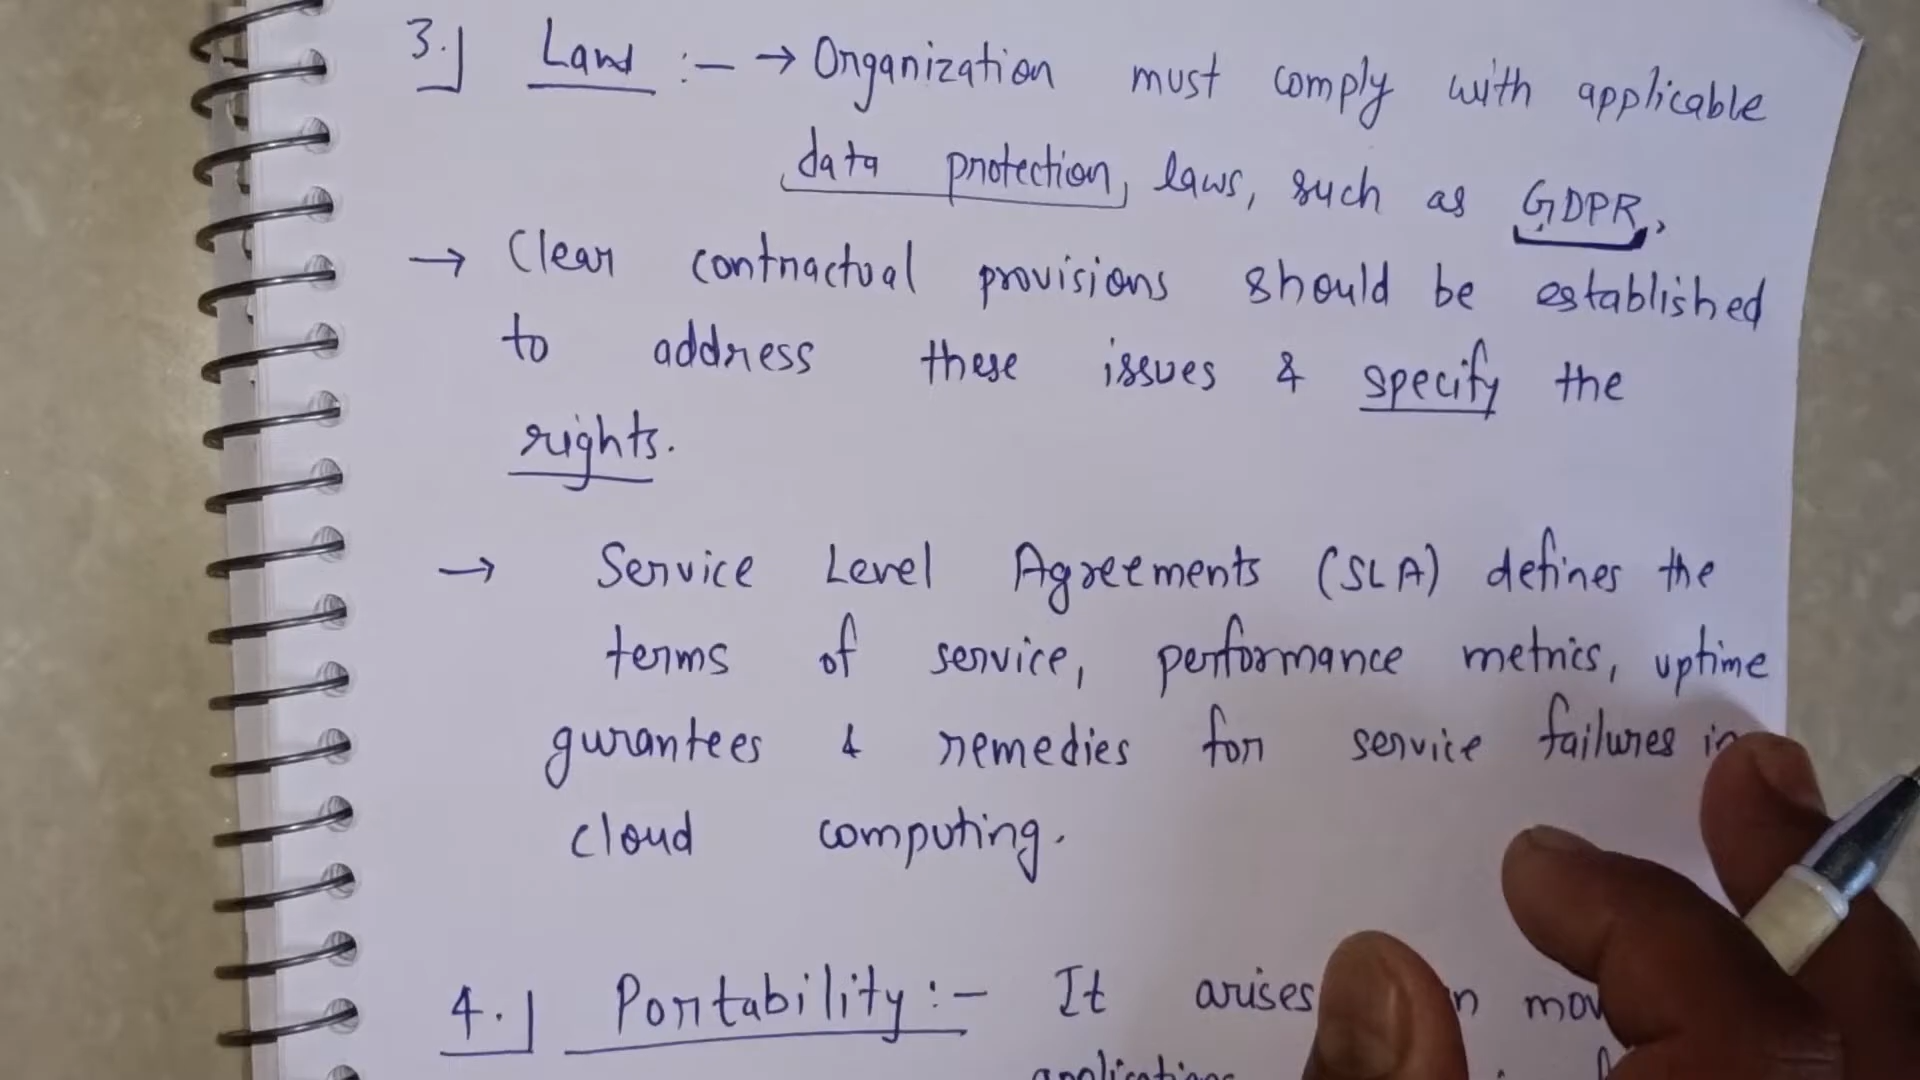 3.] Law :- → Organization must comply with applicable
data protection, laws, such as GDPR,
→ Clear contractual provisions should be established
to address these issues & specify the
rights.
→ Service Level Agreements (SLA) defines the
terms of service, performance metrics, uptime
gurantees & remedies for service failures in
cloud computing.
4.] Portability :- It arises